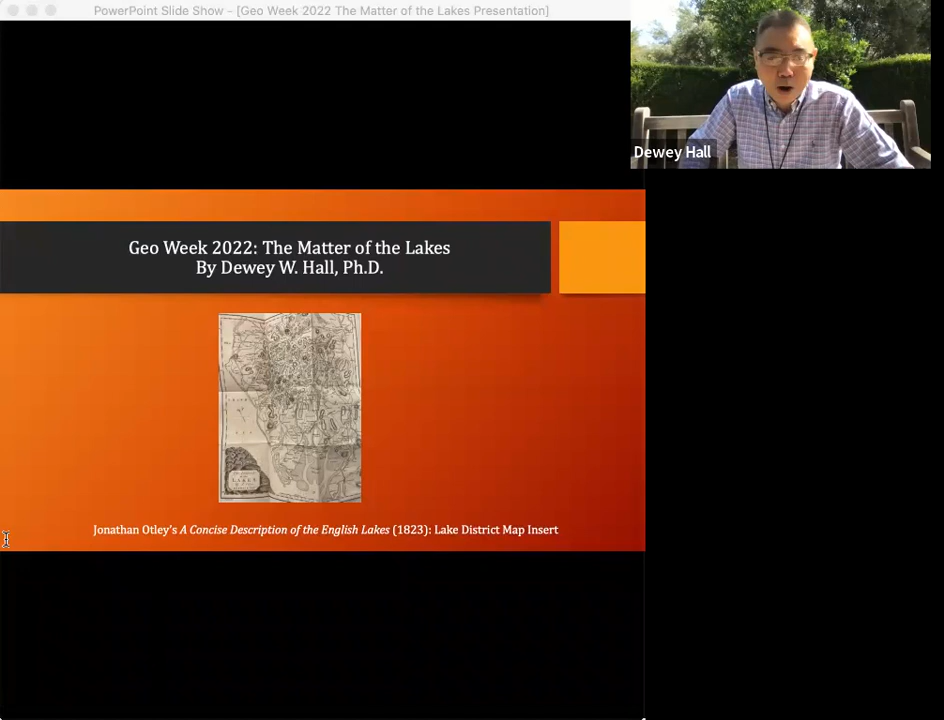 PowerPoint Slide Show - [Geo Week 2022 The Matter of the Lakes Presentation]
Dewey Hall
Geo Week 2022: The Matter of the Lakes
By Dewey W. Hall, Ph.D.
Jonathan Otley's A Concise Description of the English Lakes (1823): Lake District Map Insert